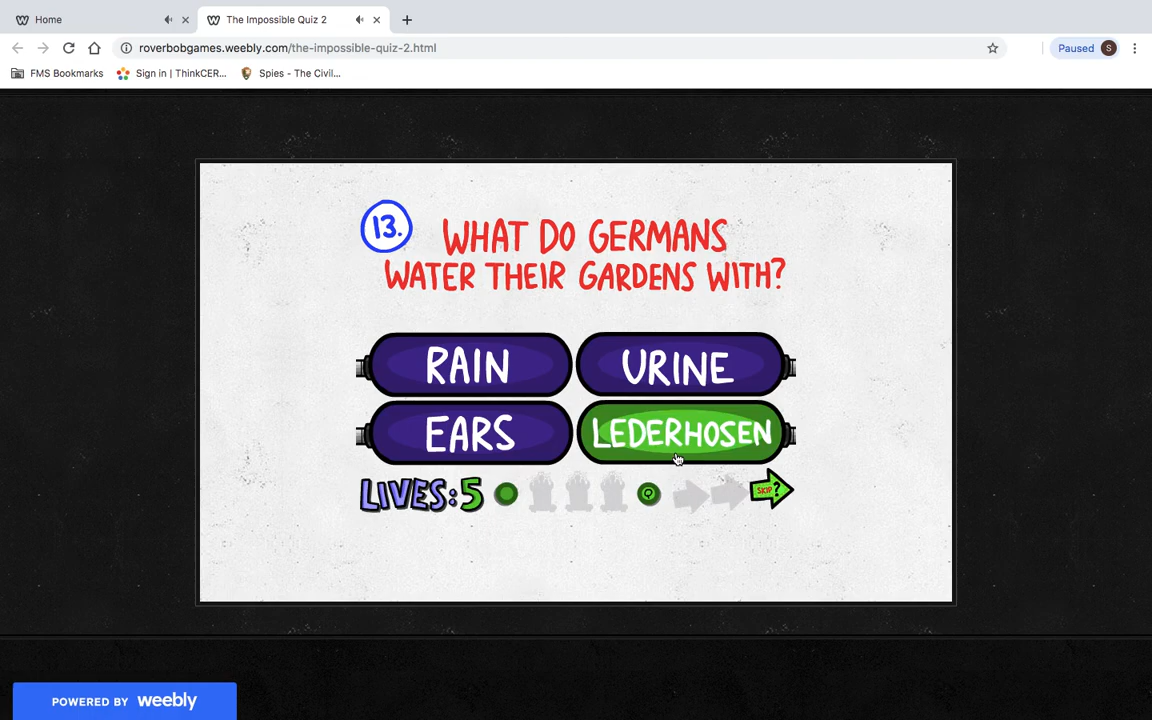 Home
The Impossible Quiz 2
roverbobgames.weebly.com/the-impossible-quiz-2.html
Paused
S
FMS Bookmarks
Sign in | ThinkCER...
Spies - The Civil...
13.
WHAT DO GERMANS
WATER THEIR GARDENS WITH?
RAIN
URINE
EARS
LEDERHOSEN
LIVES: 5
SKIP?
POWERED BY weebly